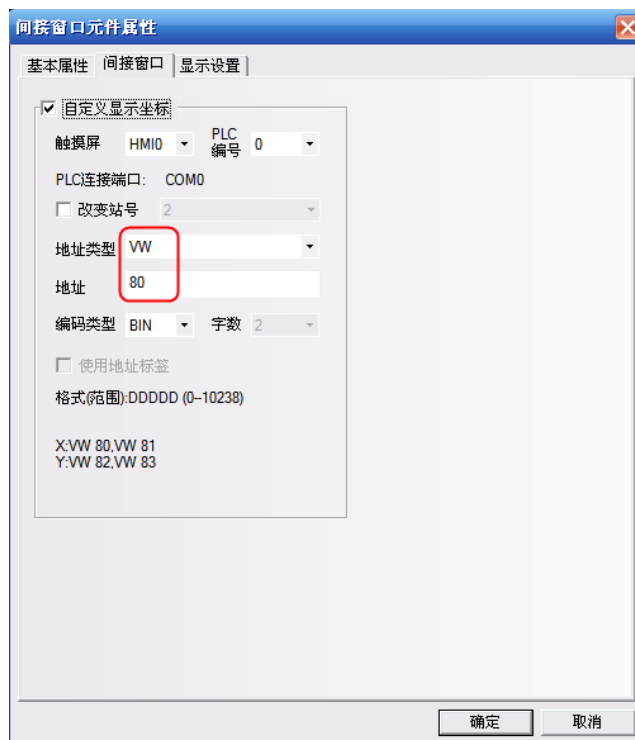 间接窗口元件属性
基本属性 间接窗口 显示设置
自定义显示坐标
触摸屏 HMI0 PLC编号 0
PLC连接端口: COM0
改变站号 2
地址类型 VW
地址 80
编码类型 BIN 字数 2
使用地址标签
格式(范围):DDDDD (0--10238)
X:VW 80,VW 81
Y:VW 82,VW 83
确定 取消